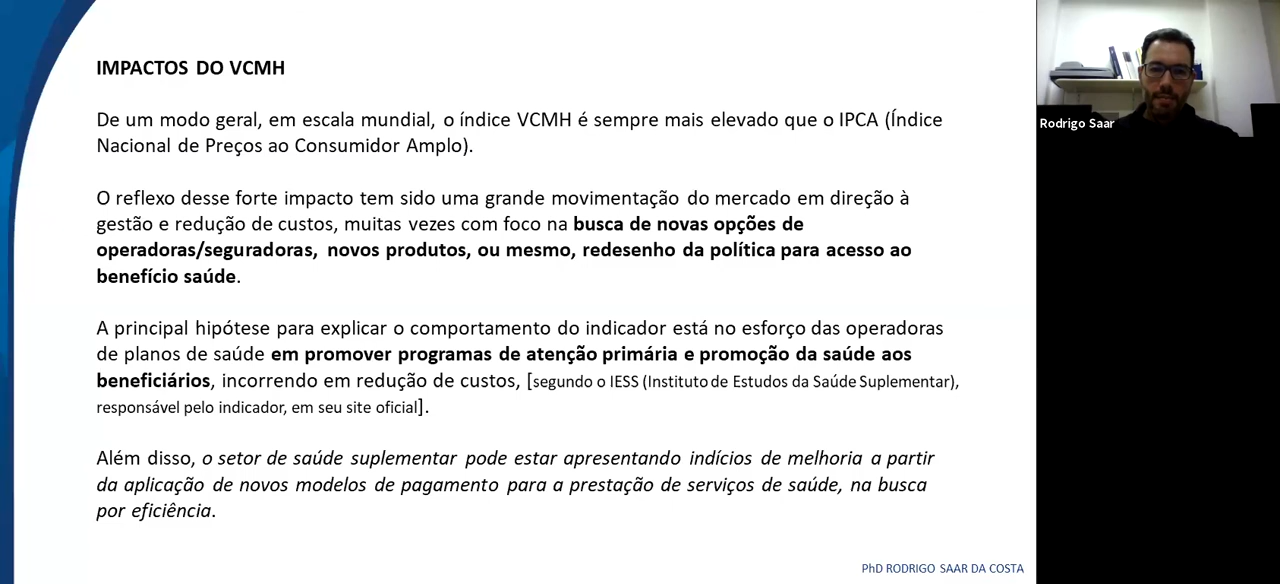 IMPACTOS DO VCMH
De um modo geral, em escala mundial, o índice VCMH é sempre mais elevado que o IPCA (Índice
Nacional de Preços ao Consumidor Amplo).
O reflexo desse forte impacto tem sido uma grande movimentação do mercado em direção à
gestão e redução de custos, muitas vezes com foco na busca de novas opções de
operadoras/seguradoras, novos produtos, ou mesmo, redesenho da política para acesso ao
benefício saúde.
A principal hipótese para explicar o comportamento do indicador está no esforço das operadoras
de planos de saúde em promover programas de atenção primária e promoção da saúde aos
beneficiários, incorrendo em redução de custos, [segundo o IESS (Instituto de Estudos da Saúde Suplementar),
responsável pelo indicador, em seu site oficial].
Além disso, o setor de saúde suplementar pode estar apresentando indícios de melhoria a partir
da aplicação de novos modelos de pagamento para a prestação de serviços de saúde, na busca
por eficiência.
PhD RODRIGO SAAR DA COSTA
Rodrigo Saar